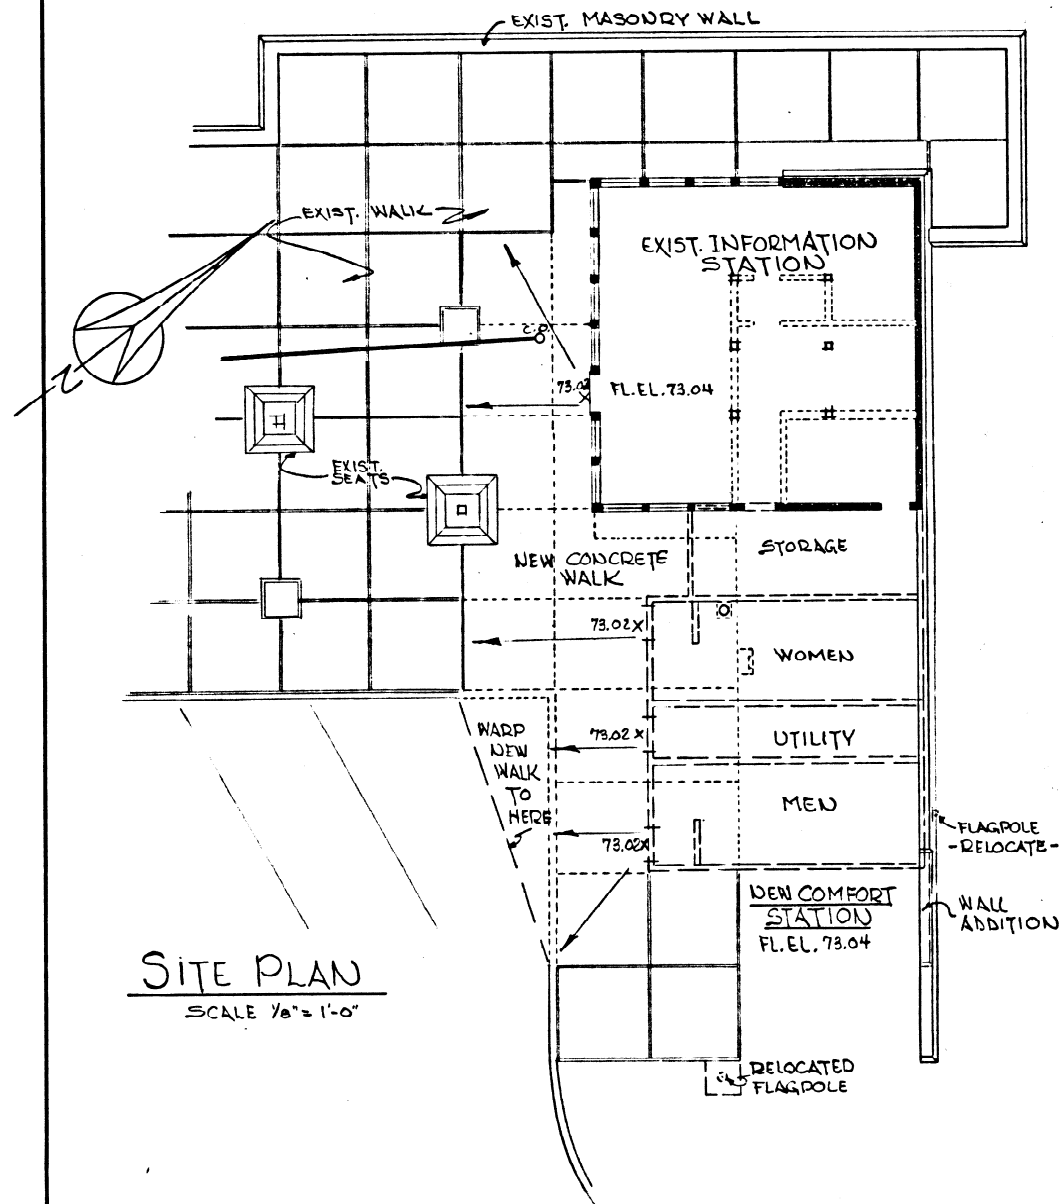 EXIST. MASONRY WALL
EXIST. WALK
EXIST. INFORMATION
STATION
C.O.
73.02
X
FL. EL. 73.04
EXIST.
SEATS
STORAGE
NEW CONCRETE
WALK
73.02 X
WOMEN
WARP
NEW
WALK
TO
HERE
73.02 X
UTILITY
MEN
73.02X
FLAGPOLE
-RELOCATE-
NEW COMFORT
STATION
FL. EL. 73.04
WALL
ADDITION
SITE PLAN
SCALE 1/8" = 1'-0"
RELOCATED
FLAGPOLE